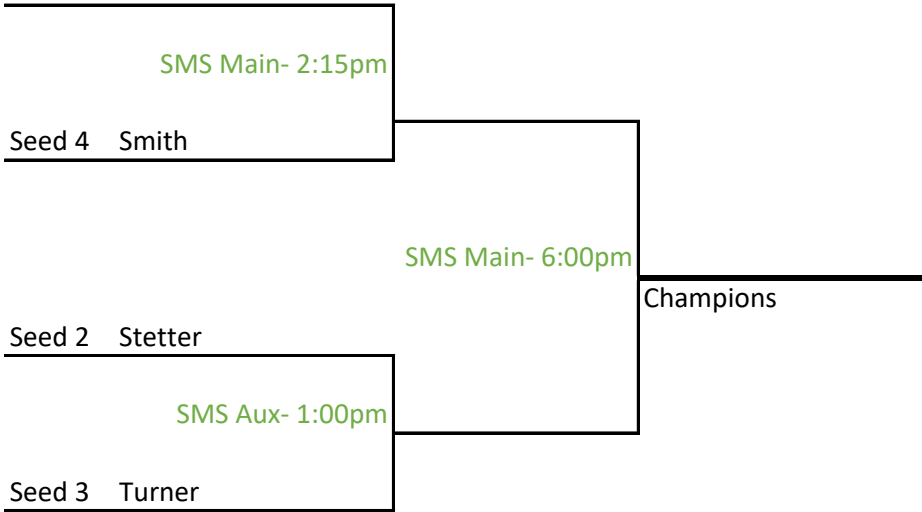 SMS Main- 2:15pm
Seed 4 Smith
SMS Main- 6:00pm
Champions
Seed 2 Stetter
SMS Aux- 1:00pm
Seed 3 Turner